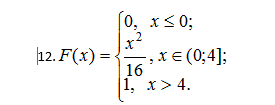 12. F(x) = { 0, x ≤ 0;
x²/16, x ∈ (0;4];
1, x > 4.